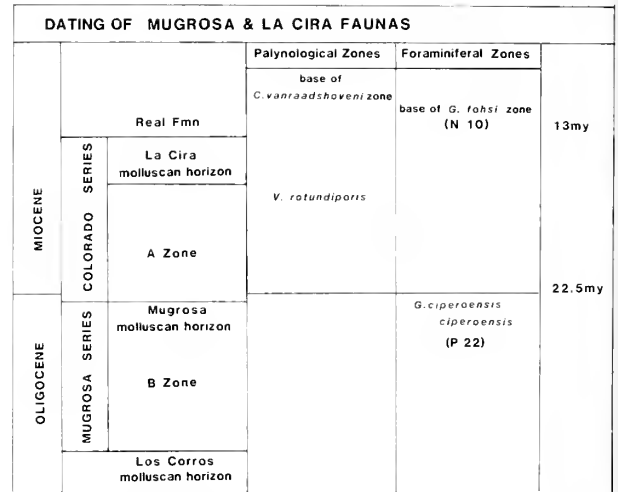 DATING OF MUGROSA & LA CIRA FAUNAS
Palynological Zones
Foraminiferal Zones
MIOCENE
Real Fmn
base of
C.vanraadshoveni zone
base of G. fohsi zone
(N 10)
13my
COLORADO SERIES
La Cira
molluscan horizon
V. rotundiporis
A Zone
22.5my
OLIGOCENE
MUGROSA SERIES
Mugrosa
molluscan horizon
G.ciperoensis
ciperoensis
(P 22)
B Zone
Los Corros
molluscan horizon